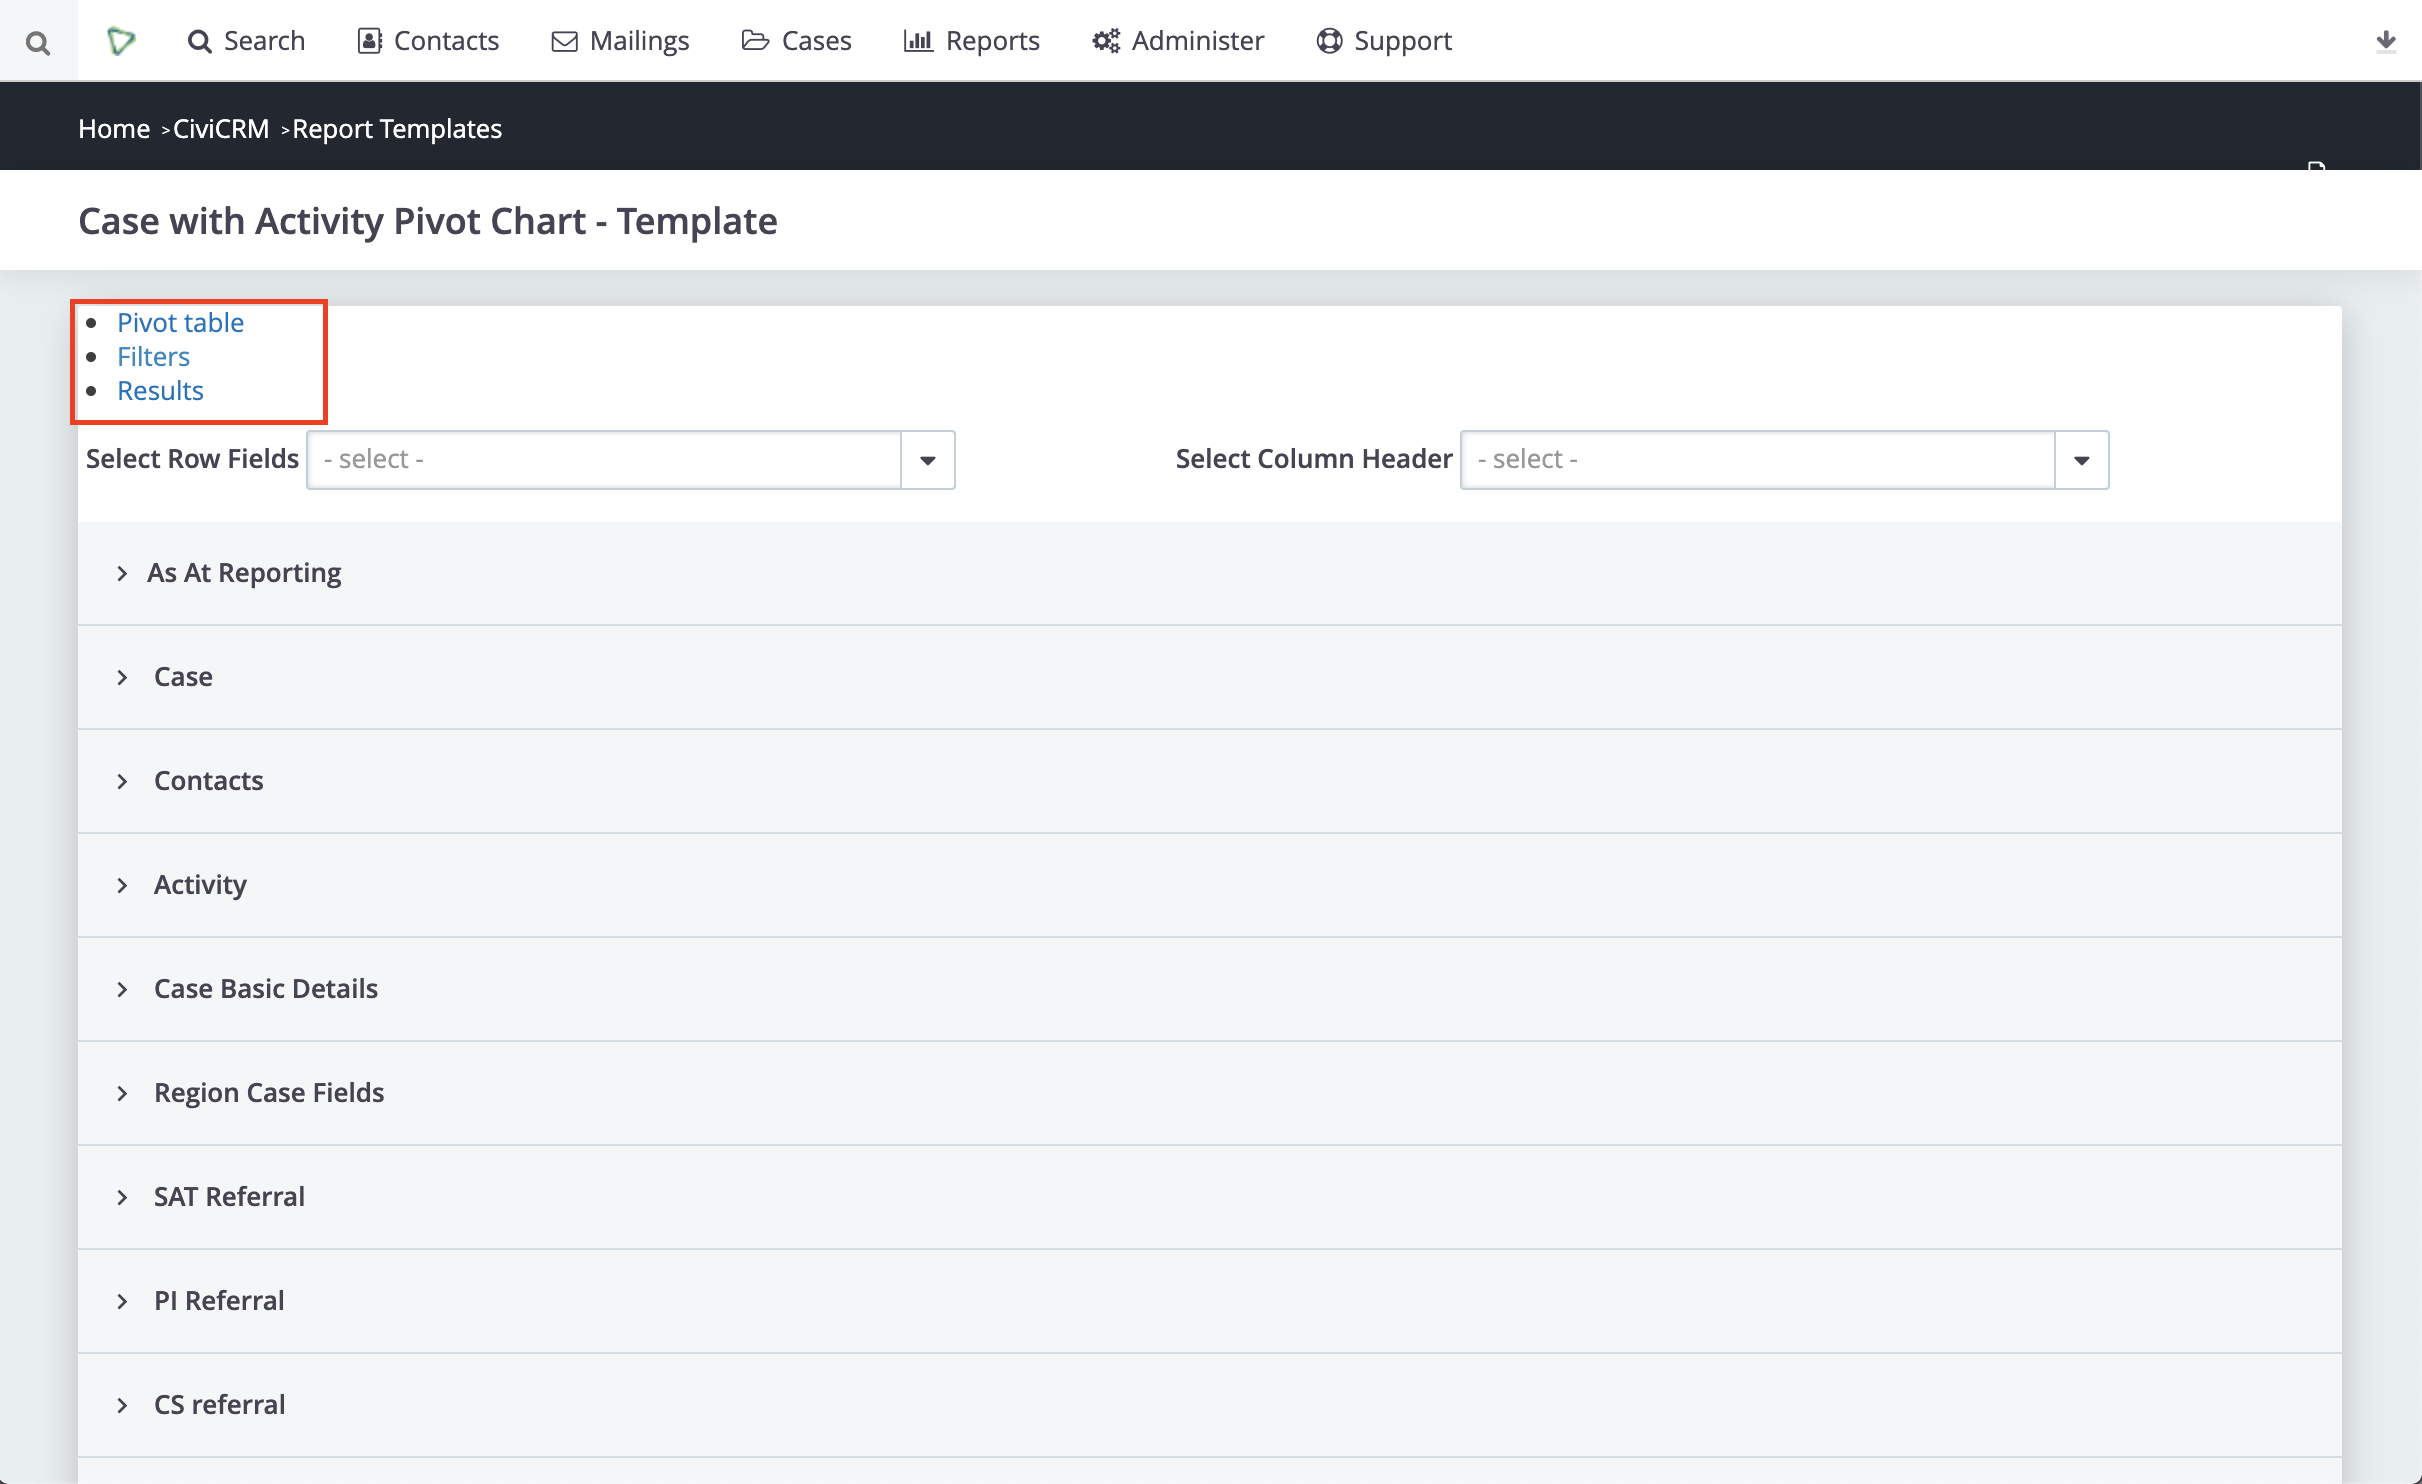 Search Contacts Mailings Cases Reports Administer Support
Home > CiviCRM > Report Templates
Case with Activity Pivot Chart - Template
Pivot table
Filters
Results
Select Row Fields - select - Select Column Header - select -
As At Reporting
Case
Contacts
Activity
Case Basic Details
Region Case Fields
SAT Referral
PI Referral
CS referral